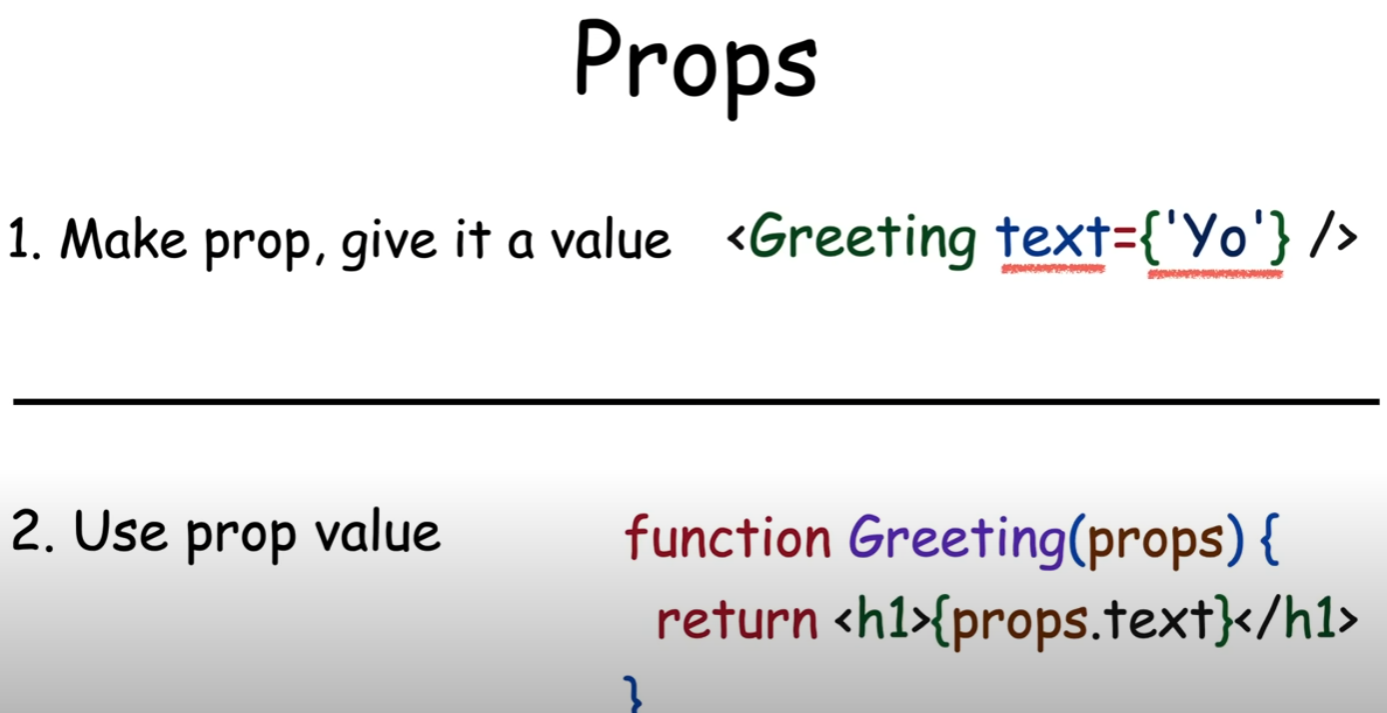 Props
1. Make prop, give it a value <Greeting text={'Yo'} />
2. Use prop value
function Greeting(props) {
return <h1>{props.text}</h1>
}